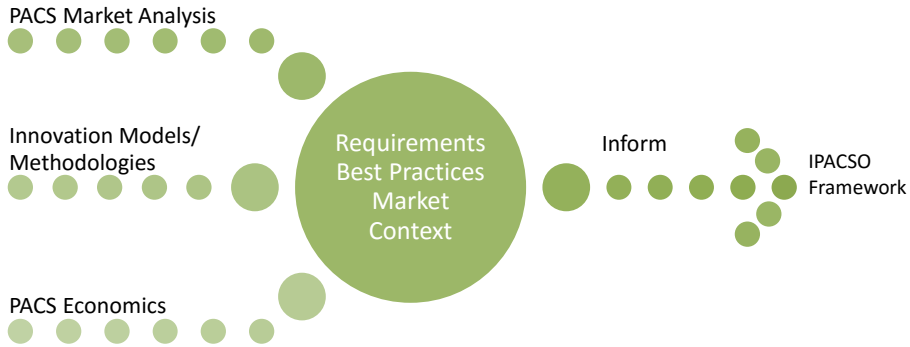 PACS Market Analysis
Innovation Models/
Methodologies
PACS Economics
Requirements
Best Practices
Market
Context
Inform
IPACSO
Framework